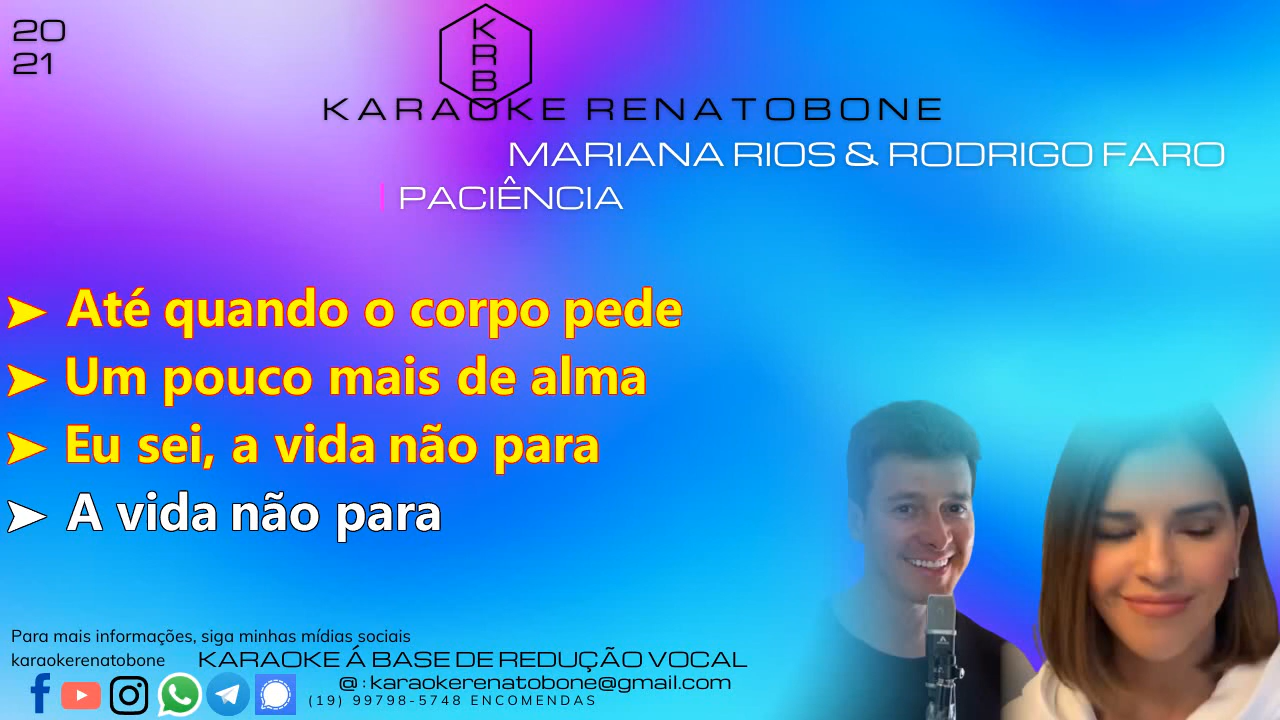 20
21
KRB
KARAOKE RENATOBONE
MARIANA RIOS & RODRIGO FARO
| PACIÊNCIA
➤ Até quando o corpo pede
➤ Um pouco mais de alma
➤ Eu sei, a vida não para
➤ A vida não para
Para mais informações, siga minhas mídias sociais
karaokerenatobone
KARAOKE Á BASE DE REDUÇÃO VOCAL
@ : karaokerenatobone@gmail.com
(19) 99798-5748 ENCOMENDAS